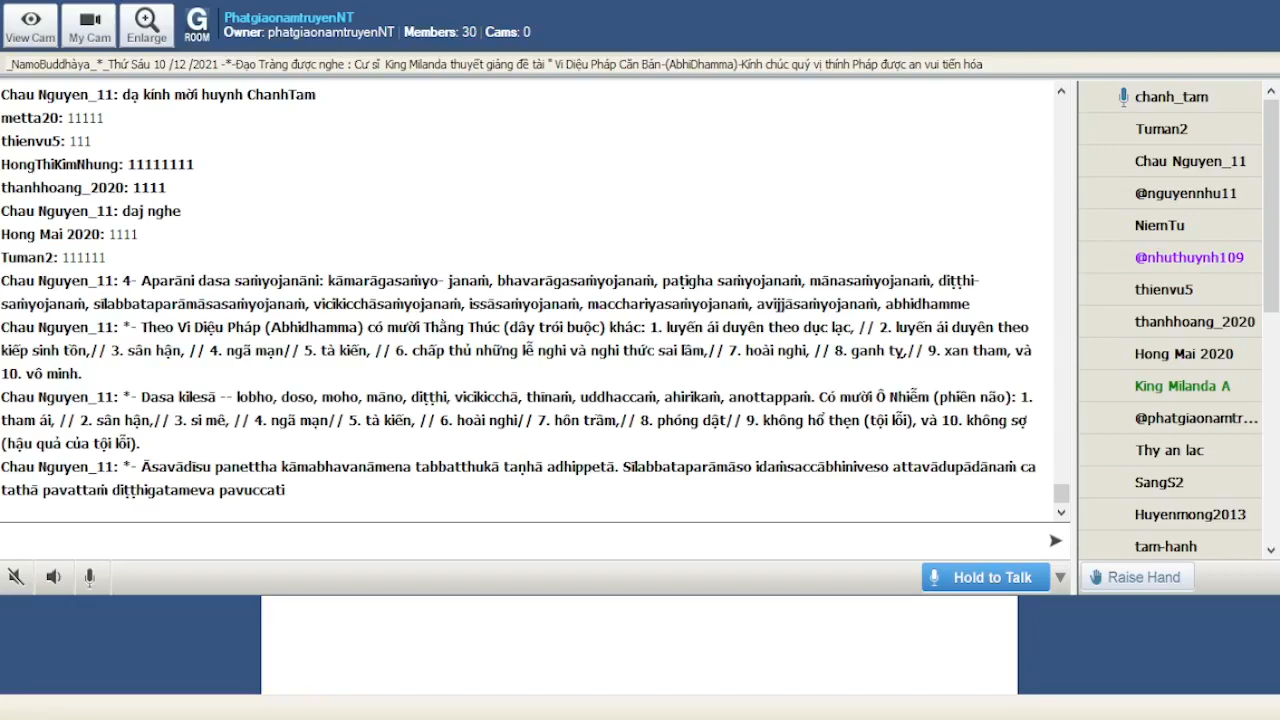 View Cam
My Cam
Enlarge
G
ROOM
PhatgiaonamtruyenNT
Owner: phatgiaonamtruyenNT | Members: 30 | Cams: 0
_NamoBuddhàya_*_Thứ Sáu 10 /12 /2021 -*-Đạo Tràng được nghe : Cư sĩ King Milanda thuyết giảng đề tài " Vi Diệu Pháp Căn Bản-(AbhiDhamma)-Kính chúc quý vị thính Pháp được an vui tiến hóa
Chau Nguyen_11: dạ kính mời huynh ChanhTam
metta20: 11111
thienvu5: 111
HongThiKimNhung: 11111111
thanhhoang_2020: 1111
Chau Nguyen_11: daj nghe
Hong Mai 2020: 1111
Tuman2: 111111
Chau Nguyen_11: 4- Aparāni dasa saṁyojanāni: kāmarāgasaṁyo- janaṁ, bhavarāgasaṁyojanaṁ, paṭigha saṁyojanaṁ, mānasaṁyojanaṁ, diṭṭhi-
saṁyojanaṁ, sīlabbataparāmāsasaṁyojanaṁ, vicikicchāsaṁyojanaṁ, issāsaṁyojanaṁ, macchariyasaṁyojanaṁ, avijjāsaṁyojanaṁ, abhidhamme
Chau Nguyen_11: *- Theo Vi Diệu Pháp (Abhidhamma) có mười Thằng Thúc (dây trói buộc) khác: 1. luyến ái duyên theo dục lạc, // 2. luyến ái duyên theo
kiếp sinh tồn,// 3. sân hận, // 4. ngã mạn// 5. tà kiến, // 6. chấp thủ những lễ nghi và nghi thức sai lầm,// 7. hoài nghi, // 8. ganh tỵ,// 9. xan tham, và
10. vô minh.
Chau Nguyen_11: *- Dasa kilesā -- lobho, doso, moho, māno, diṭṭhi, vicikicchā, thīnaṁ, uddhaccaṁ, ahirikaṁ, anottappaṁ. Có mười Ô Nhiễm (phiền não): 1.
tham ái, // 2. sân hận,// 3. si mê, // 4. ngã mạn// 5. tà kiến, // 6. hoài nghi// 7. hôn trầm,// 8. phóng dật// 9. không hổ thẹn (tội lỗi), và 10. không sợ
(hậu quả của tội lỗi).
Chau Nguyen_11: *- Āsavādīsu panettha kāmabhavanāmena tabbatthukā taṇhā adhippetā. Sīlabbataparāmāso idaṁsaccābhiniveso attavādupādānaṁ ca
tathā pavattaṁ diṭṭhigatameva pavuccati
chanh_tam
Tuman2
Chau Nguyen_11
@nguyennhu11
NiemTu
@nhuthuynh109
thienvu5
thanhhoang_2020
Hong Mai 2020
King Milanda A
@phatgiaonamtr...
Thy an lac
SangS2
Huyenmong2013
tam-hanh
Hold to Talk
Raise Hand